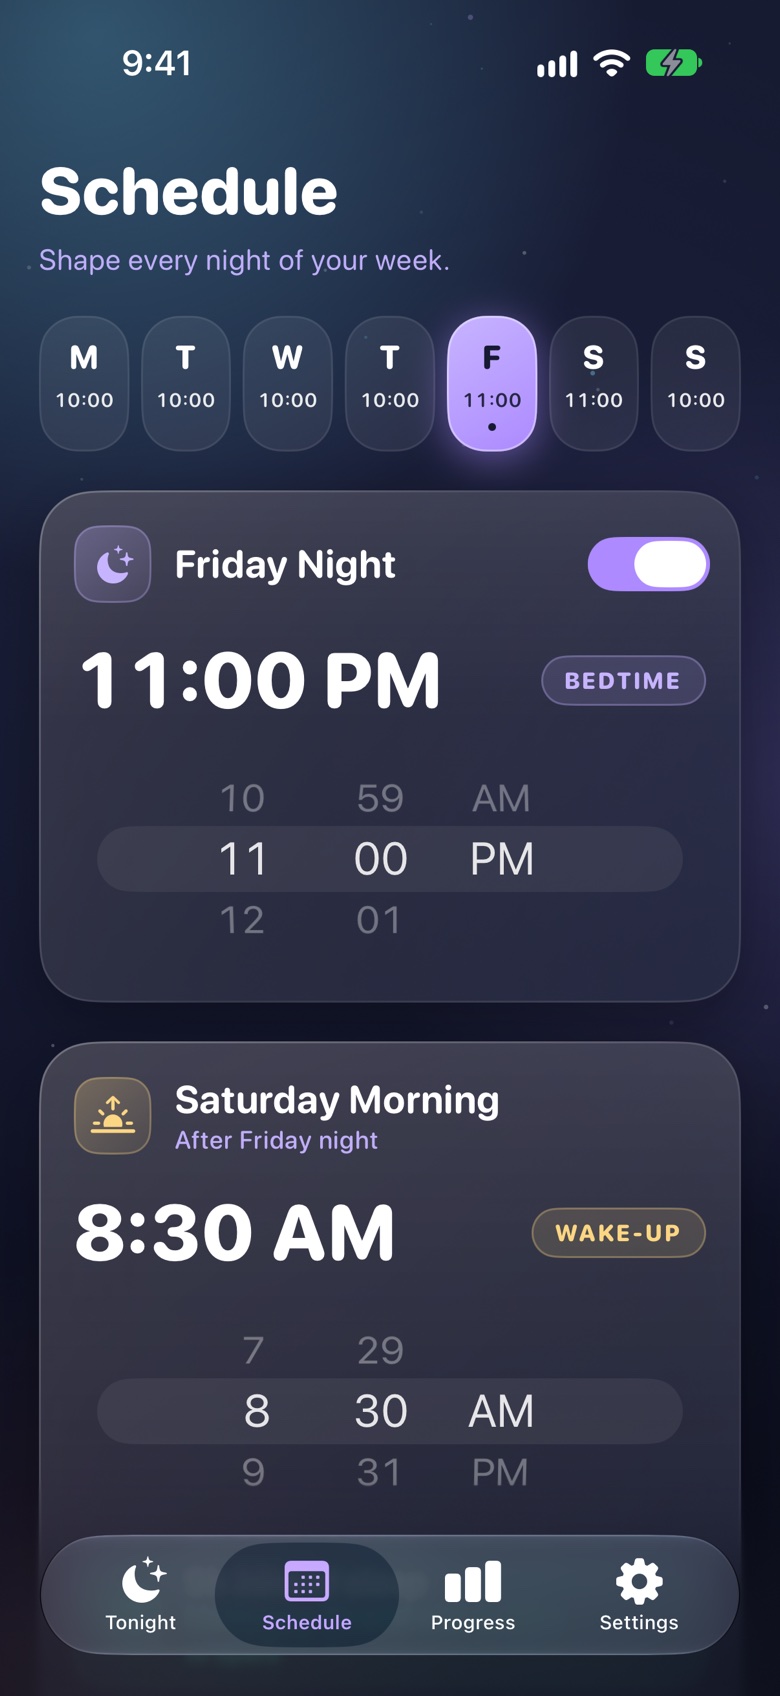 9:41
Schedule
Shape every night of your week.
M T W T F S S
10:00 10:00 10:00 10:00 11:00 11:00 10:00
Friday Night
11:00 PM BEDTIME
10 59 AM
11 00 PM
12 01
Saturday Morning
After Friday night
8:30 AM WAKE-UP
7 29
8 30 AM
9 31 PM
Tonight Schedule Progress Settings